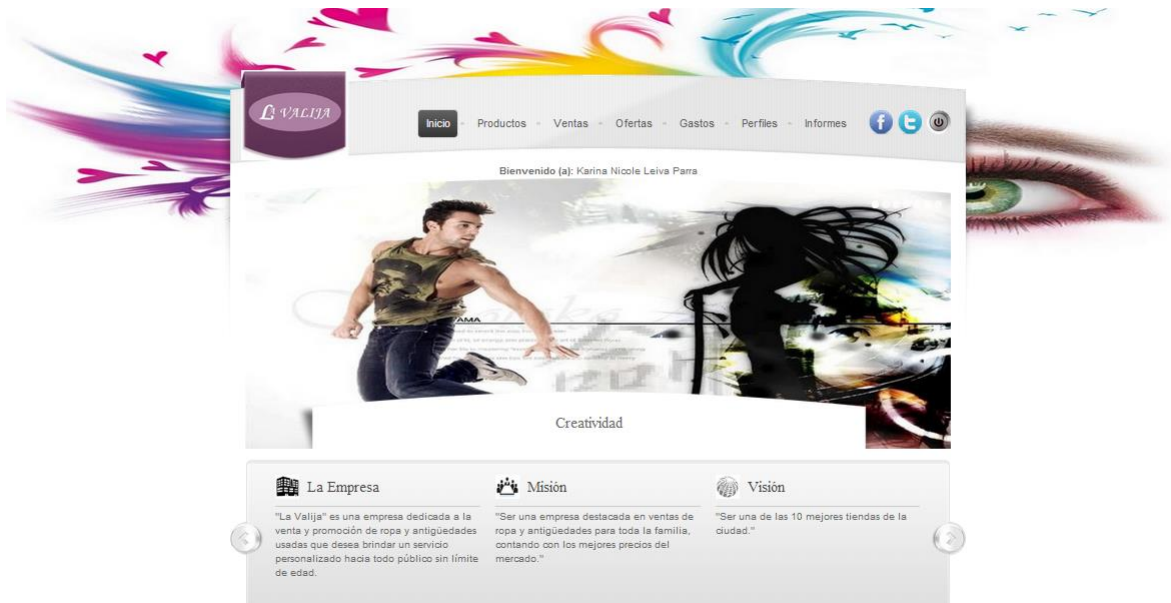 La VALIJA
Inicio Productos Ventas Ofertas Gastos Perfiles Informes
Bienvenido (a): Karina Nicole Leiva Parra
Creatividad
La Empresa
"La Valija" es una empresa dedicada a la
venta y promoción de ropa y antigüedades
usadas que desea brindar un servicio
personalizado hacia todo público sin límite
de edad.
Misión
"Ser una empresa destacada en ventas de
ropa y antigüedades para toda la familia,
contando con los mejores precios del
mercado."
Visión
"Ser una de las 10 mejores tiendas de la
ciudad."